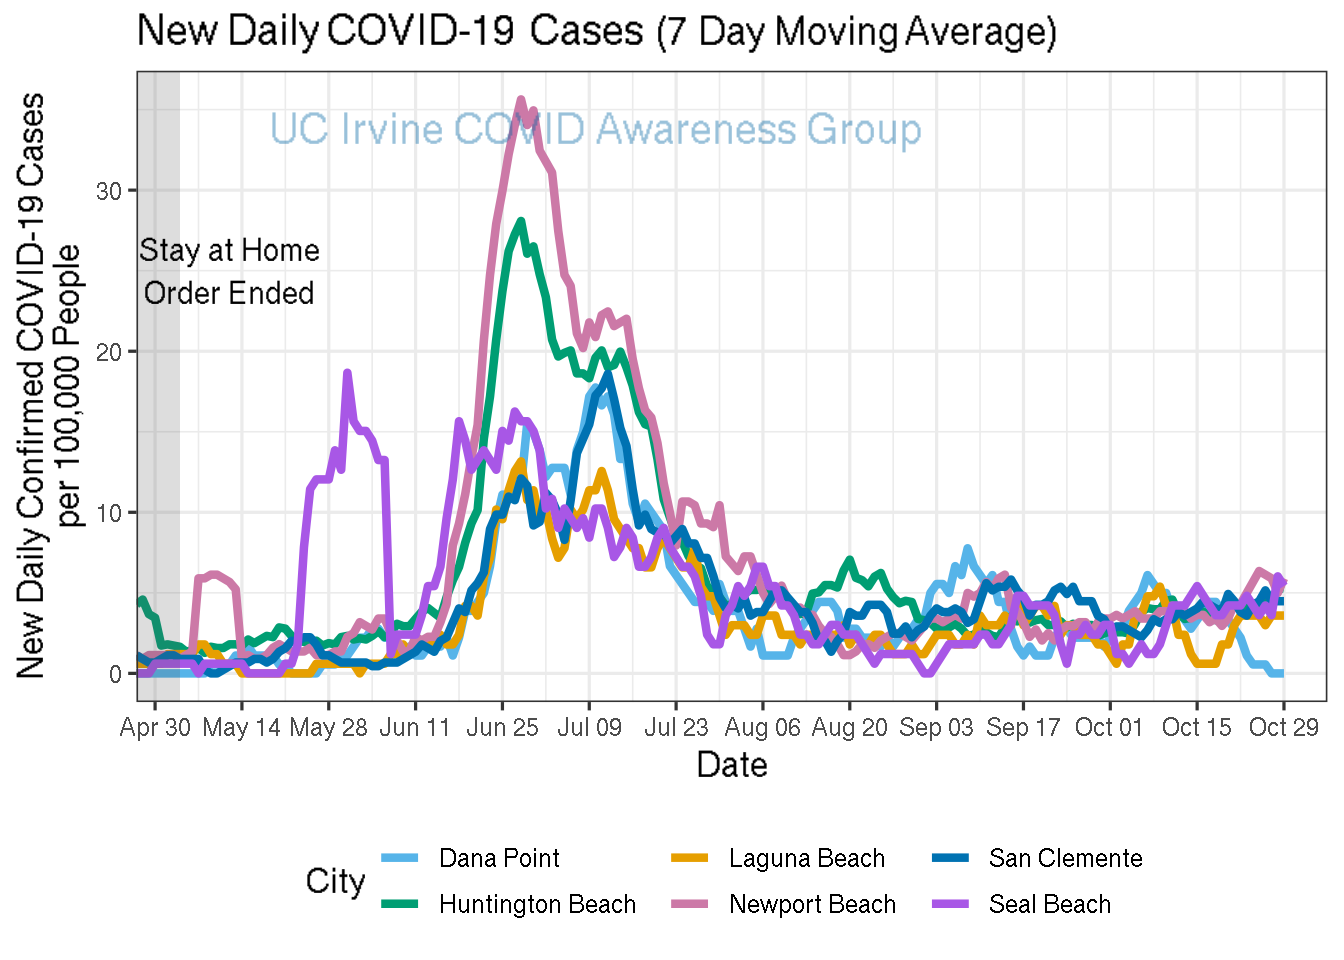 New Daily COVID-19 Cases (7 Day Moving Average)
UC Irvine COVID Awareness Group
New Daily Confirmed COVID-19 Cases
per 100,000 People
30
20
10
0
Stay at Home
Order Ended
Apr 30 May 14 May 28 Jun 11 Jun 25 Jul 09 Jul 23 Aug 06 Aug 20 Sep 03 Sep 17 Oct 01 Oct 15 Oct 29
Date
City
Dana Point Laguna Beach San Clemente
Huntington Beach Newport Beach Seal Beach